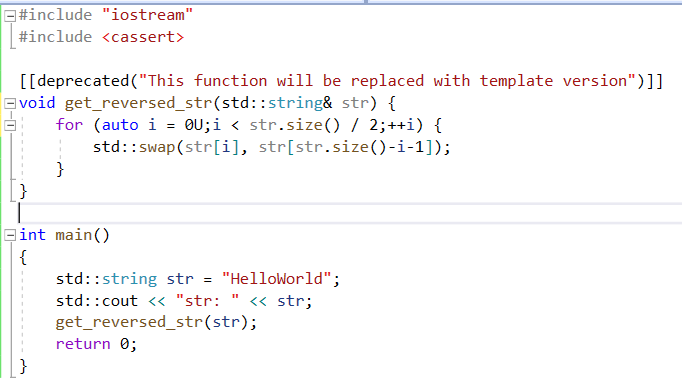 #include "iostream"
#include <cassert>
[[deprecated("This function will be replaced with template version")]]
void get_reversed_str(std::string& str) {
for (auto i = 0U;i < str.size() / 2;++i) {
std::swap(str[i], str[str.size()-i-1]);
}
}
int main()
{
std::string str = "HelloWorld";
std::cout << "str: " << str;
get_reversed_str(str);
return 0;
}